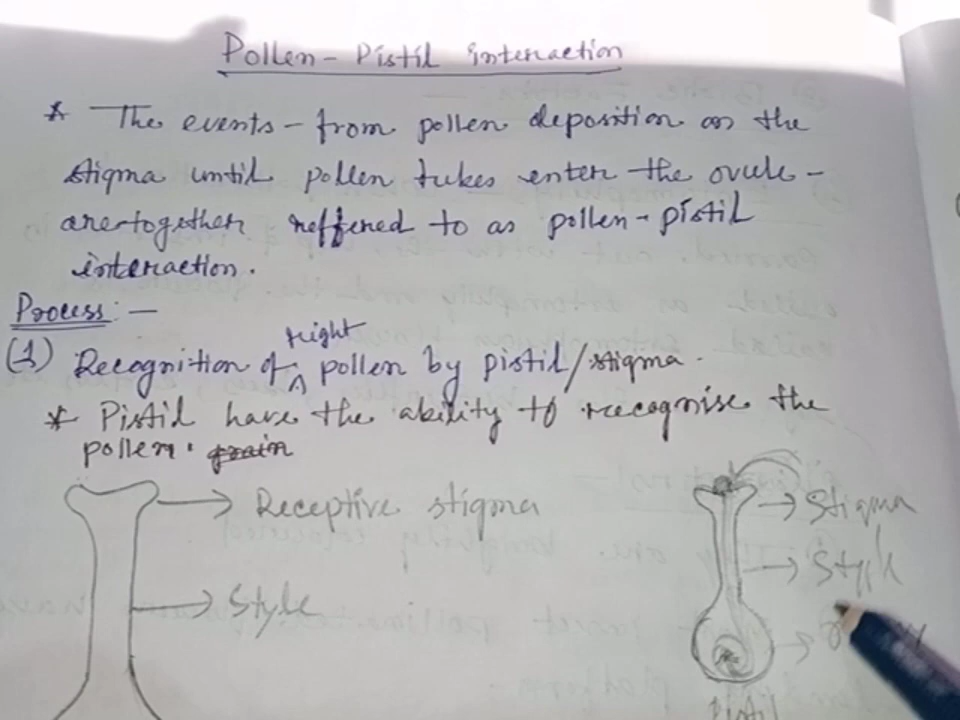 Pollen - Pistil interaction
* The events - from pollen deposition on the
stigma until pollen tubes enter the ovule -
are together reffered to as pollen - pistil
interaction.
Process : —
right
(1) Recognition of ^ pollen by pistil/stigma.
* Pistil have the ability to recognise the
pollen. grain
Receptive stigma
Stigma
Style
Style
Pistil